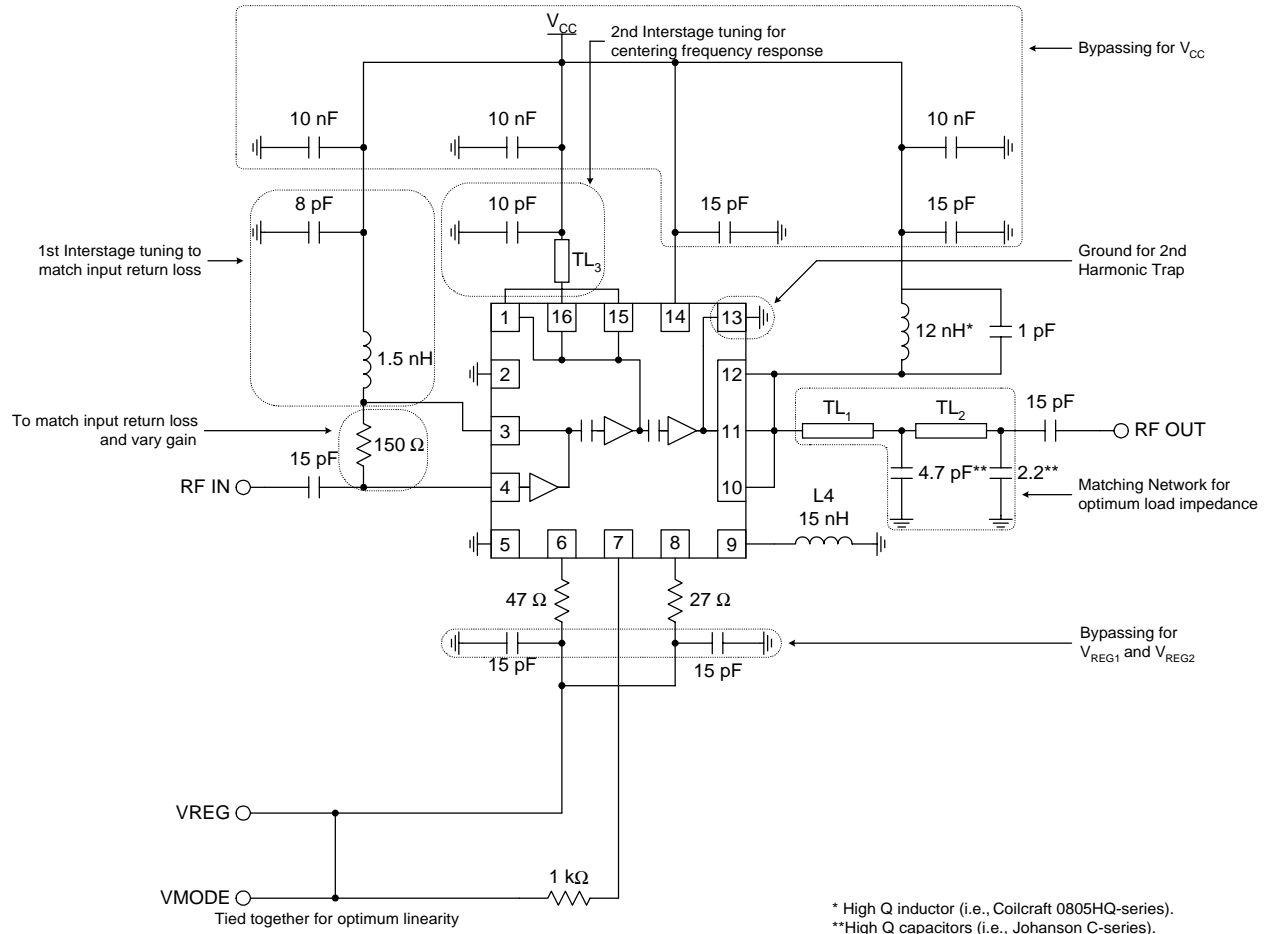 V_CC
2nd Interstage tuning for
centering frequency response
Bypassing for V_CC
10 nF
10 nF
10 nF
8 pF
10 pF
15 pF
15 pF
1st Interstage tuning to
match input return loss
TL_3
Ground for 2nd
Harmonic Trap
1
16
15
14
13
1.5 nH
12 nH*
1 pF
2
12
To match input return loss
and vary gain
150 Ω
3
11
TL_1
TL_2
15 pF
RF OUT
15 pF
RF IN
4
10
4.7 pF**
2.2**
Matching Network for
optimum load impedance
L4
15 nH
5
6
7
8
9
47 Ω
27 Ω
15 pF
15 pF
Bypassing for
V_REG1 and V_REG2
VREG
VMODE
1 kΩ
Tied together for optimum linearity
* High Q inductor (i.e., Coilcraft 0805HQ-series).
**High Q capacitors (i.e., Johanson C-series).